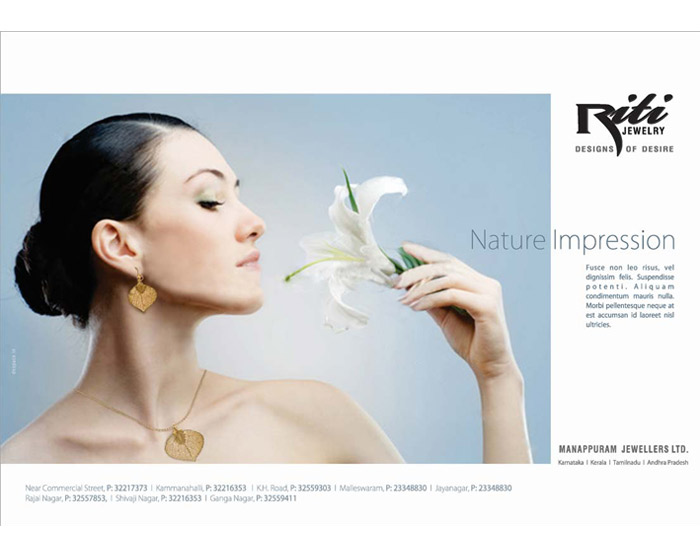 Riti
JEWELRY
DESIGNS OF DESIRE
Nature Impression
Fusce non leo risus, vel
dignissim felis. Suspendisse
potenti. Aliquam
condimentum mauris nulla.
Morbi pellentesque neque at
est accumsan id laoreet nisl
ultricies.
MANAPPURAM JEWELLERS LTD.
Karnataka I Kerala I Tamilnadu I Andhra Pradesh
Near Commercial Street, P: 32217373 I Kammanahalli, P: 32216353 I K.H. Road, P: 32559303 I Malleswaram, P: 23348830 I Jayanagar, P: 23348830
Rajai Nagar, P: 32557853, I Shivaji Nagar, P: 32216353 I Ganga Nagar, P: 32559411